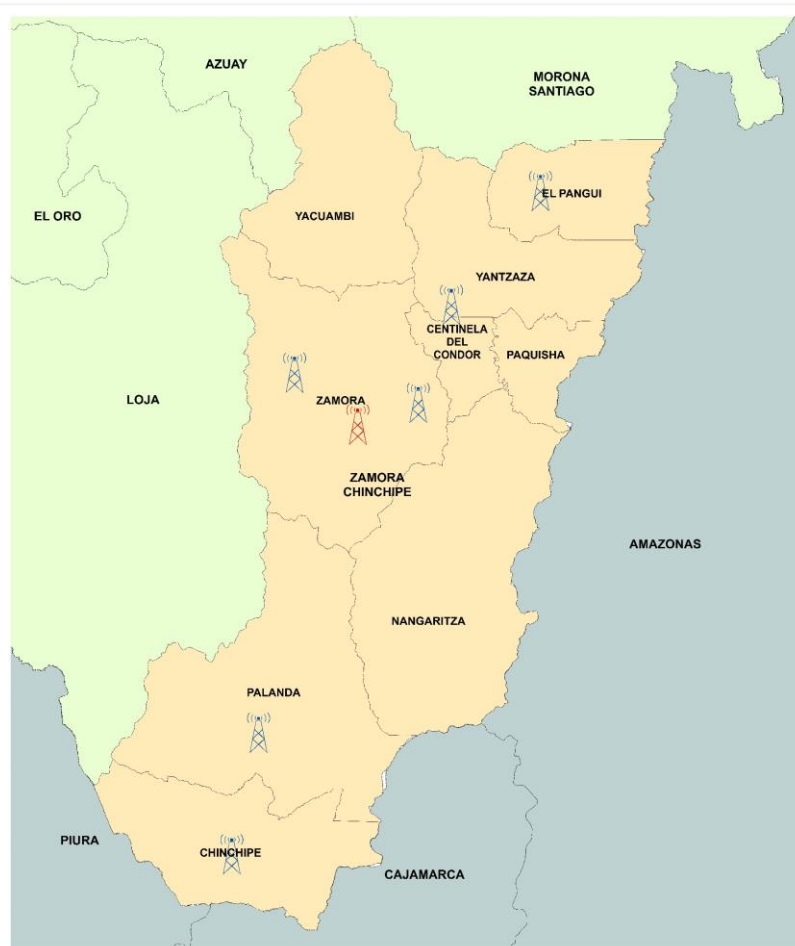 AZUAY
MORONA
SANTIAGO
EL PANGUI
EL ORO
YACUAMBI
YANTZAZA
CENTINELA
DEL
CONDOR
PAQUISHA
LOJA
ZAMORA
ZAMORA
CHINCHIPE
AMAZONAS
NANGARITZA
PALANDA
PIURA
CHINCHIPE
CAJAMARCA